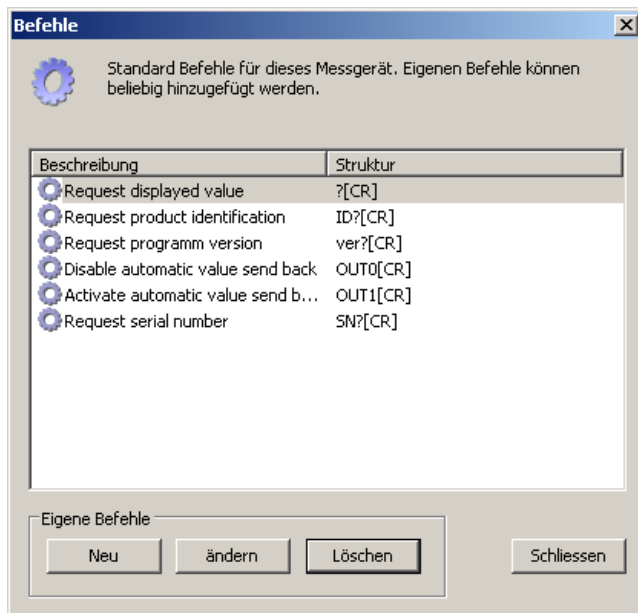 Befehle
Standard Befehle für dieses Messgerät. Eigenen Befehle können
beliebig hinzugefügt werden.
Beschreibung Struktur
Request displayed value ?[CR]
Request product identification ID?[CR]
Request programm version ver?[CR]
Disable automatic value send back OUT0[CR]
Activate automatic value send b... OUT1[CR]
Request serial number SN?[CR]
Eigene Befehle
Neu ändern Löschen Schliessen